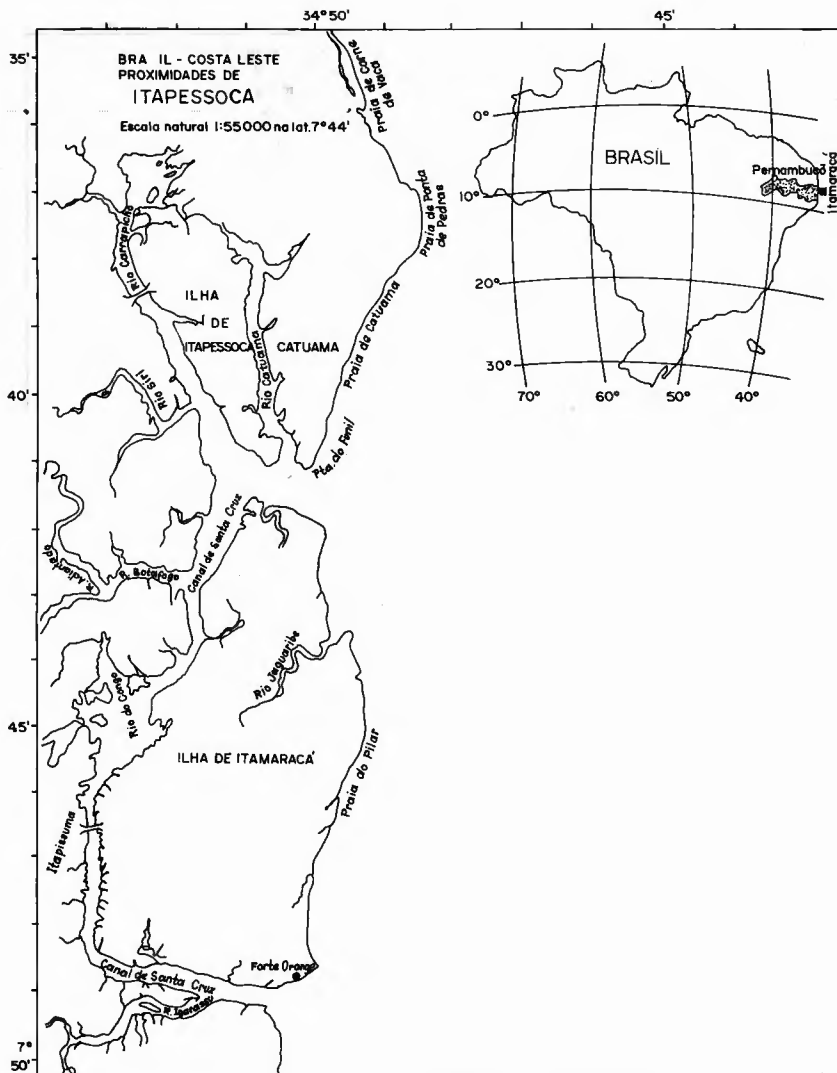 34°50'
45'
35'
BRA IL - COSTA LESTE
PROXIMIDADES DE
ITAPESSOCA
Escala natural 1:55000 na lat. 7°44'
Praia de Carne
de Vaca
Rio Carrapicho
ILHA
DE
ITAPESSOCA
CATUAMA
Rio Catuama
Praia de Ponta
de Pedras
Praia de Catuama
Rio Siri
40'
Pta. do Funil
Canal de Santa Cruz
R. Adiantado
R. Botafogo
Rio do Congo
Rio Jaguaribe
45'
ILHA DE ITAMARACÁ
Praia do Pilar
Itapissuma
Forte Orange
Canal de Santa Cruz
R. Igarassu
7°
50'
0°
BRASÍL
Pernambuco
Itamaracá
10°
20°
30°
70°
60°
50°
40°